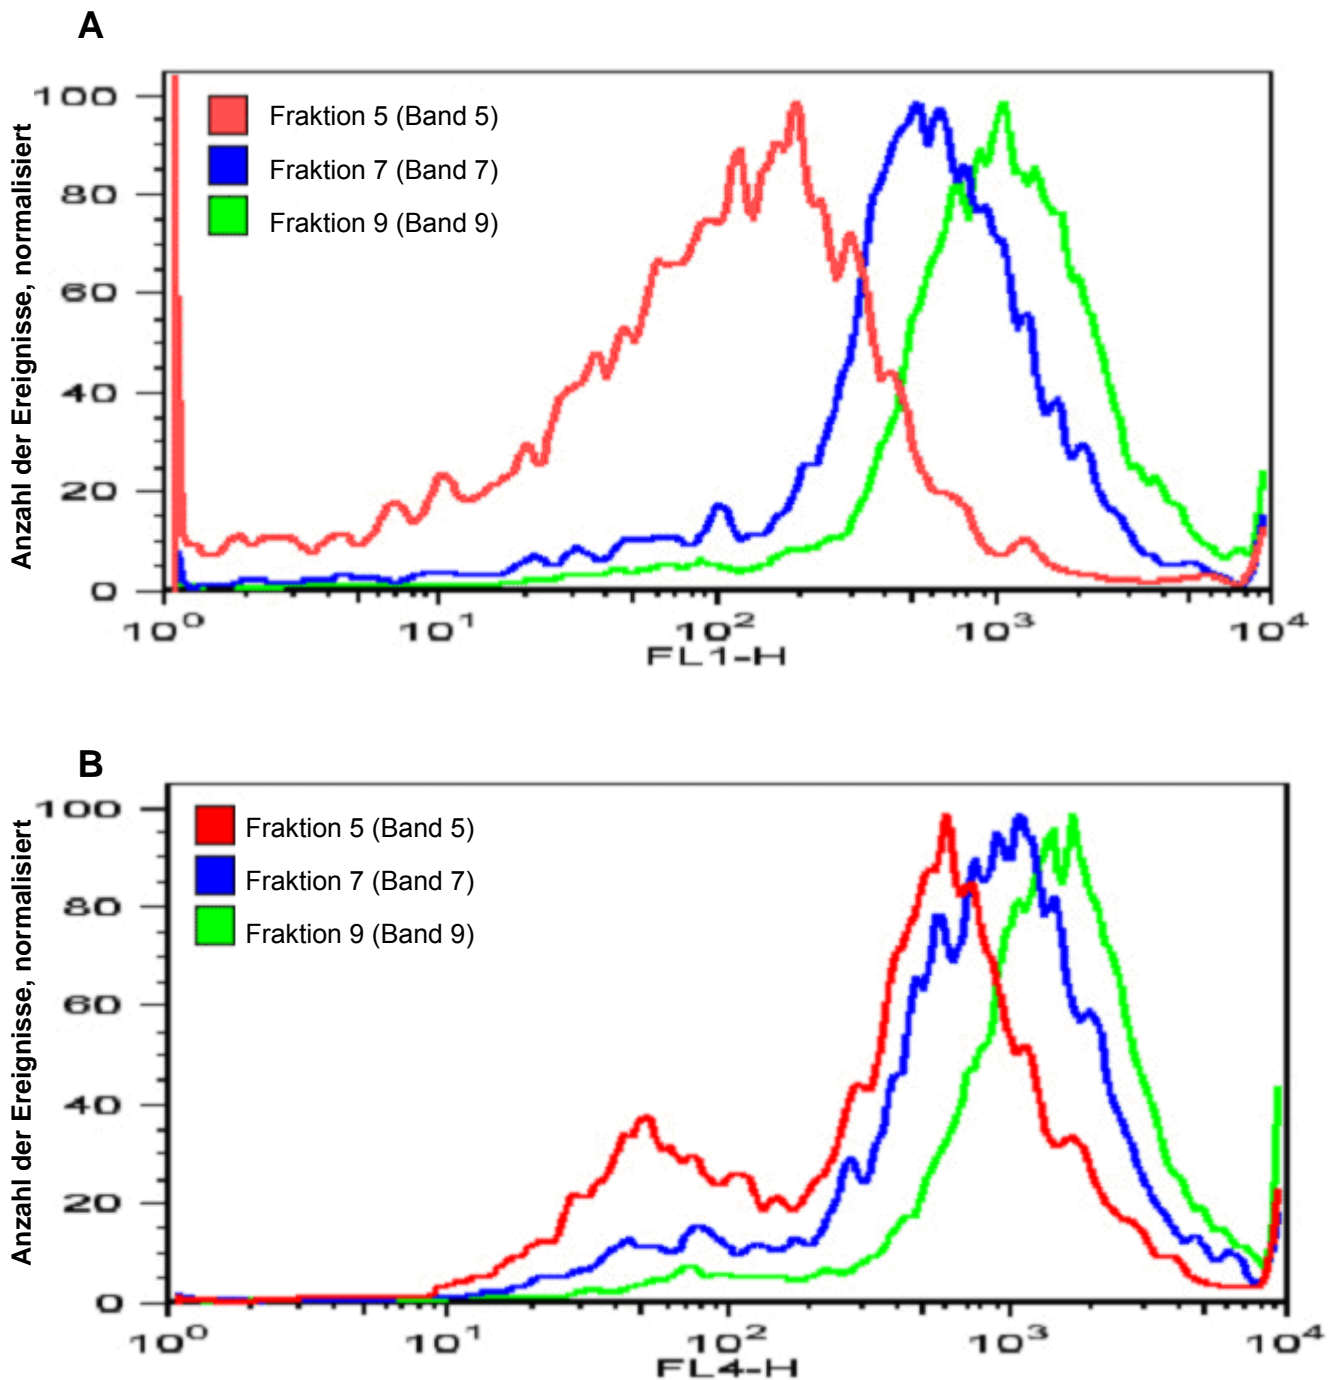 A
Anzahl der Ereignisse, normalisiert
100
80
60
40
20
0
Fraktion 5 (Band 5)
Fraktion 7 (Band 7)
Fraktion 9 (Band 9)
10⁰ 10¹ 10² 10³ 10⁴
FL1-H
B
Anzahl der Ereignisse, normalisiert
100
80
60
40
20
0
Fraktion 5 (Band 5)
Fraktion 7 (Band 7)
Fraktion 9 (Band 9)
10⁰ 10¹ 10² 10³ 10⁴
FL4-H